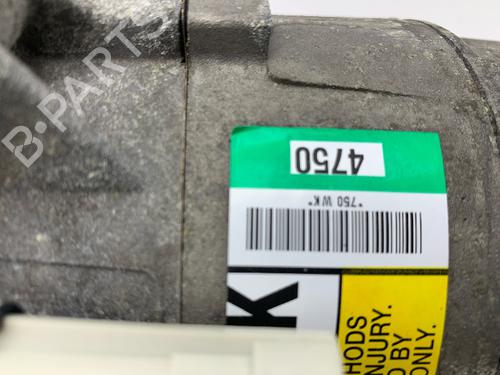 B-PARTS
4750
*750 WK*
K
HODS
NJURY.
D BY
ONLY.